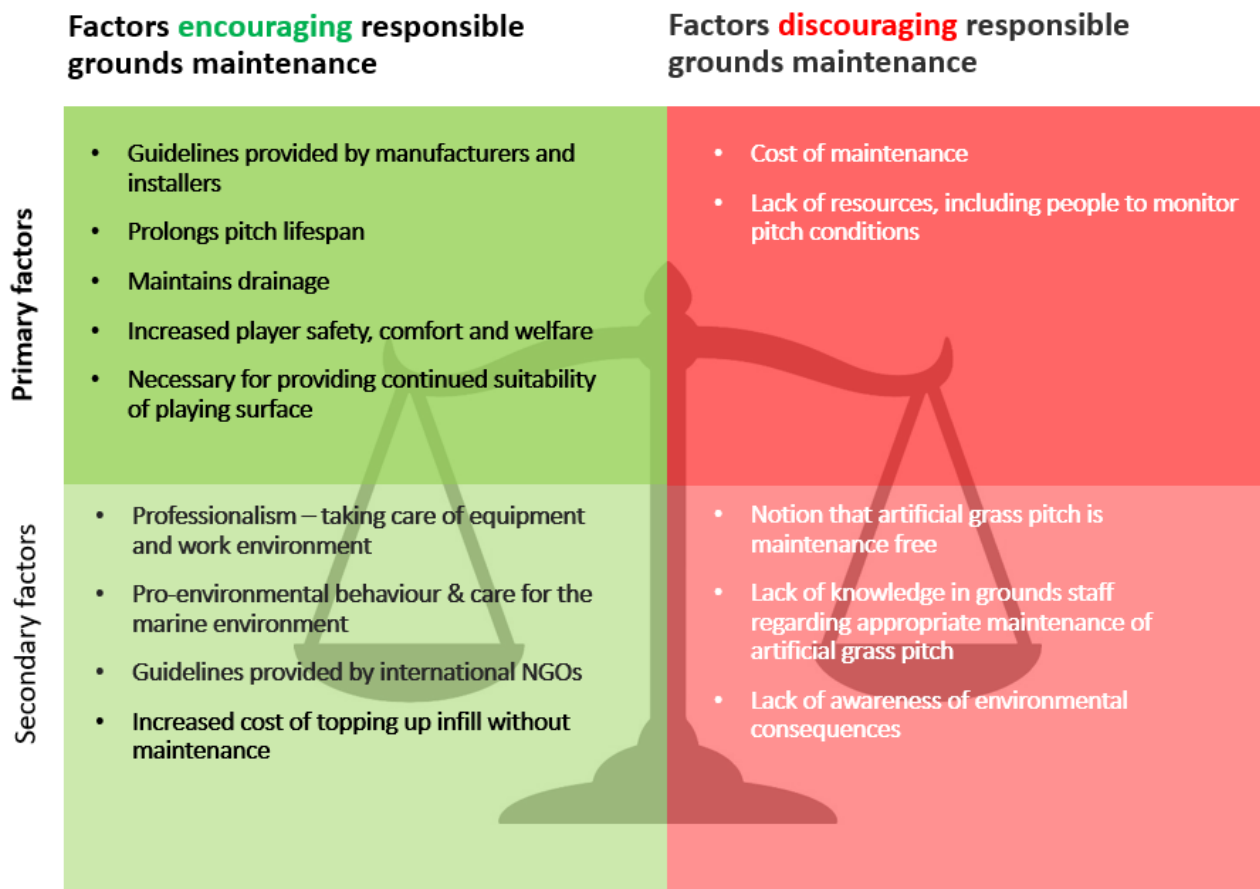 Factors encouraging responsible
grounds maintenance
Factors discouraging responsible
grounds maintenance
Primary factors
• Guidelines provided by manufacturers and
installers
• Prolongs pitch lifespan
• Maintains drainage
• Increased player safety, comfort and welfare
• Necessary for providing continued suitability
of playing surface
• Cost of maintenance
• Lack of resources, including people to monitor
pitch conditions
Secondary factors
• Professionalism – taking care of equipment
and work environment
• Pro-environmental behaviour & care for the
marine environment
• Guidelines provided by international NGOs
• Increased cost of topping up infill without
maintenance
• Notion that artificial grass pitch is
maintenance free
• Lack of knowledge in grounds staff
regarding appropriate maintenance of
artificial grass pitch
• Lack of awareness of environmental
consequences